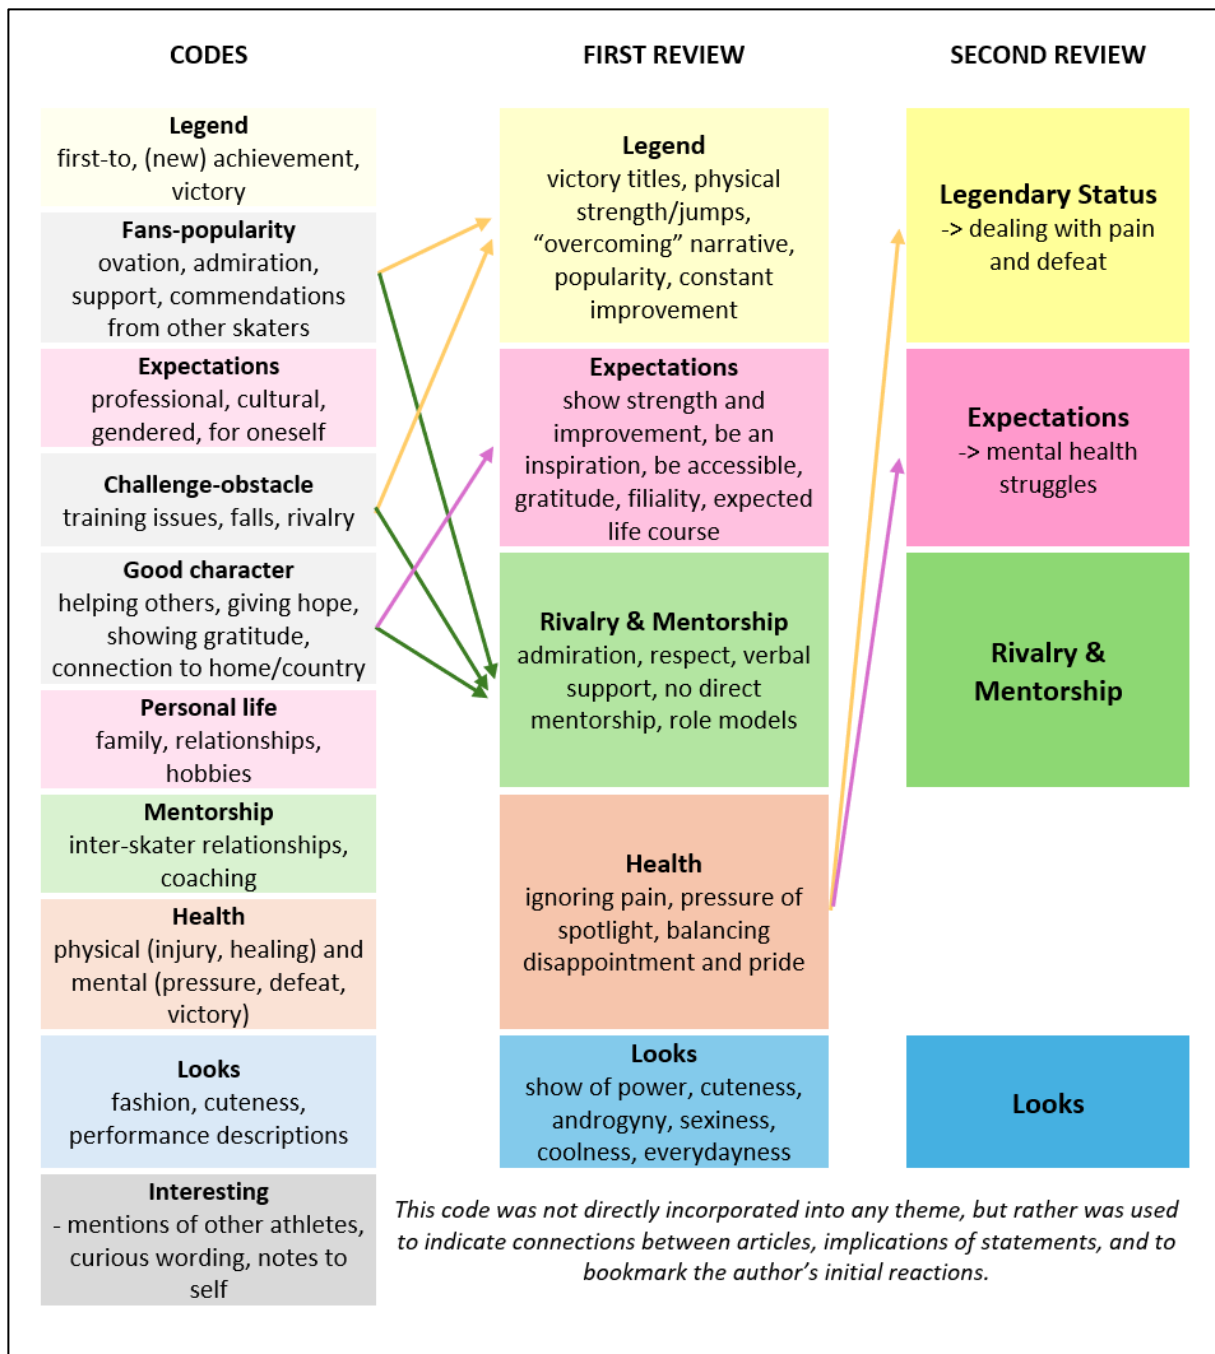 CODES
Legend
first-to, (new) achievement,
victory
Fans-popularity
ovation, admiration,
support, commendations
from other skaters
Expectations
professional, cultural,
gendered, for oneself
Challenge-obstacle
training issues, falls, rivalry
Good character
helping others, giving hope,
showing gratitude,
connection to home/country
Personal life
family, relationships,
hobbies
Mentorship
inter-skater relationships,
coaching
Health
physical (injury, healing) and
mental (pressure, defeat,
victory)
Looks
fashion, cuteness,
performance descriptions
Interesting
- mentions of other athletes,
curious wording, notes to
self
FIRST REVIEW
Legend
victory titles, physical
strength/jumps,
“overcoming” narrative,
popularity, constant
improvement
Expectations
show strength and
improvement, be an
inspiration, be accessible,
gratitude, filiality, expected
life course
Rivalry & Mentorship
admiration, respect, verbal
support, no direct
mentorship, role models
Health
ignoring pain, pressure of
spotlight, balancing
disappointment and pride
Looks
show of power, cuteness,
androgyny, sexiness,
coolness, everydayness
SECOND REVIEW
Legendary Status
-> dealing with pain
and defeat
Expectations
-> mental health
struggles
Rivalry &
Mentorship
Looks
This code was not directly incorporated into any theme, but rather was used
to indicate connections between articles, implications of statements, and to
bookmark the author’s initial reactions.